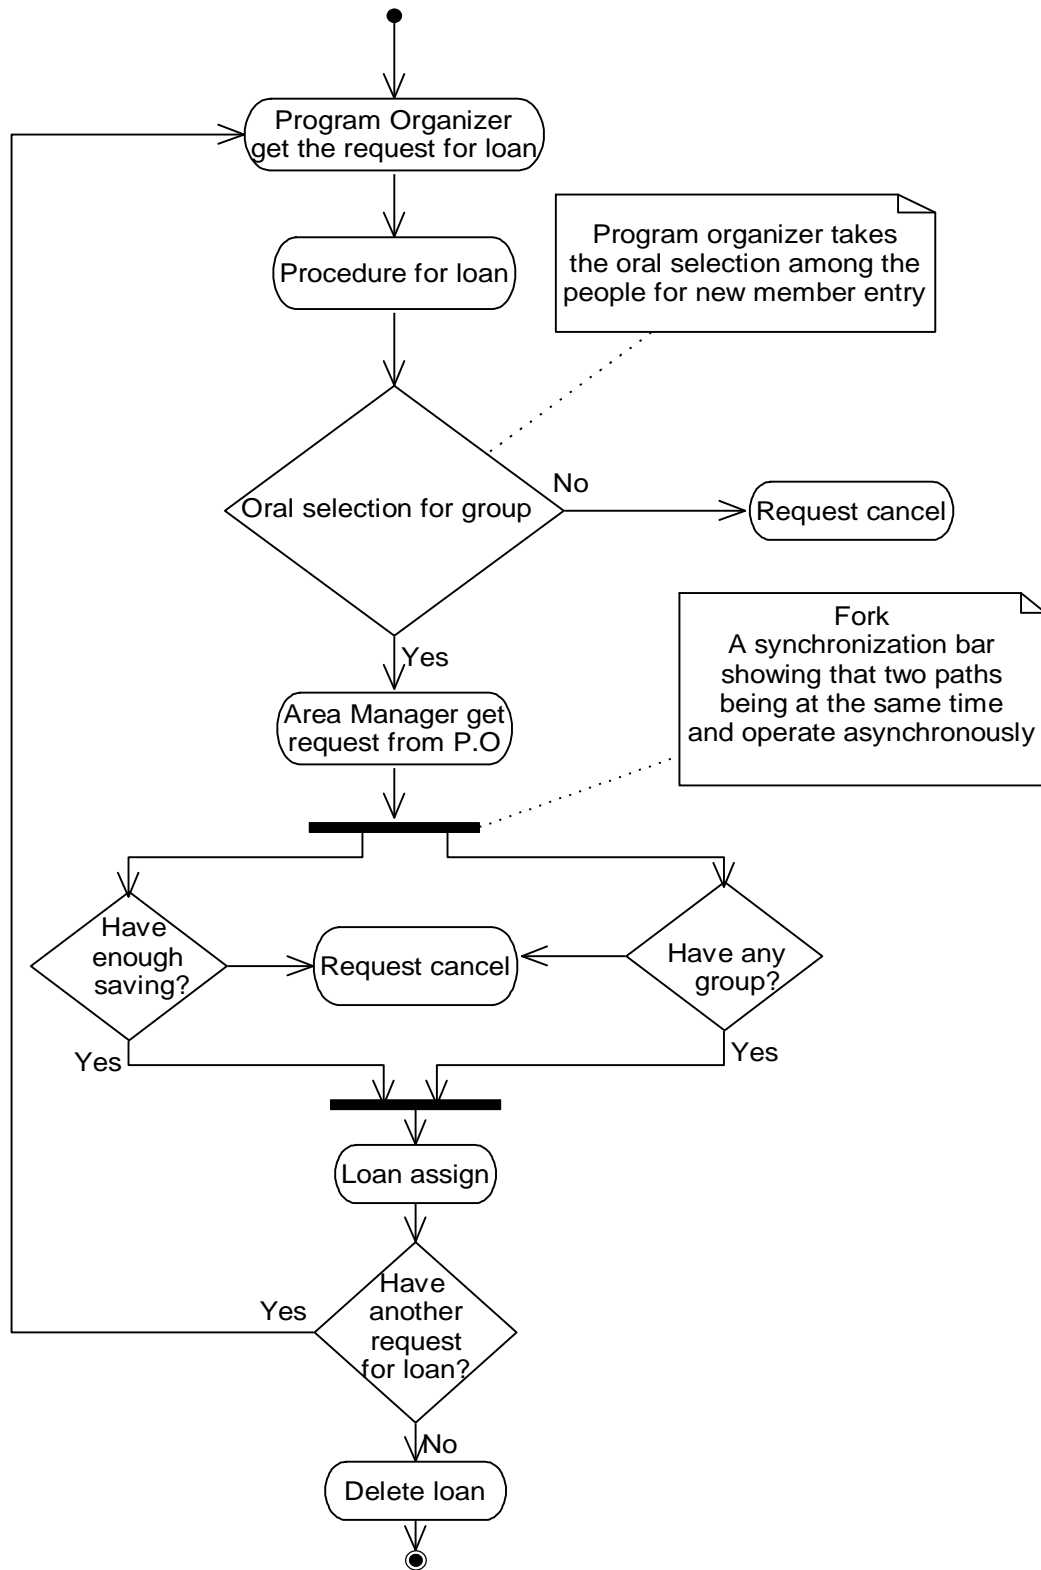 Program Organizer
get the request for loan
Procedure for loan
Program organizer takes
the oral selection among the
people for new member entry
Oral selection for group
No
Request cancel
Yes
Area Manager get
request from P.O
Fork
A synchronization bar
showing that two paths
being at the same time
and operate asynchronously
Have
enough
saving?
Request cancel
Have any
group?
Yes
Yes
Loan assign
Have
another
request
for loan?
Yes
No
Delete loan